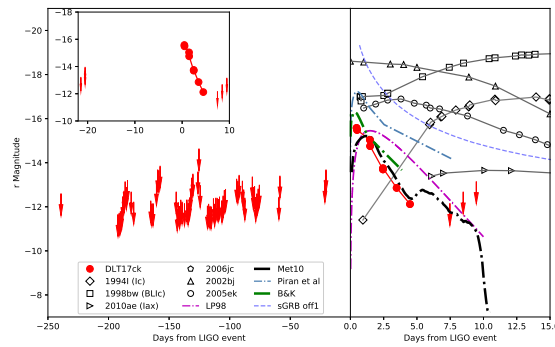 −18
−16
−14
−12
−10
−22
−12
0
10
r Magnitude
−20
−18
−16
−14
−12
−10
−8
DLT17ck
1994I (Ic)
1998bw (BLIc)
2010ae (Iax)
2006jc
2002bj
2005ek
LP98
Met10
Piran et al
B&K
sGRB off1
−250 −200 −150 −100 −50
Days from LIGO event
0.0 2.5 5.0 7.5 10.0 12.5 15.0
Days from LIGO event